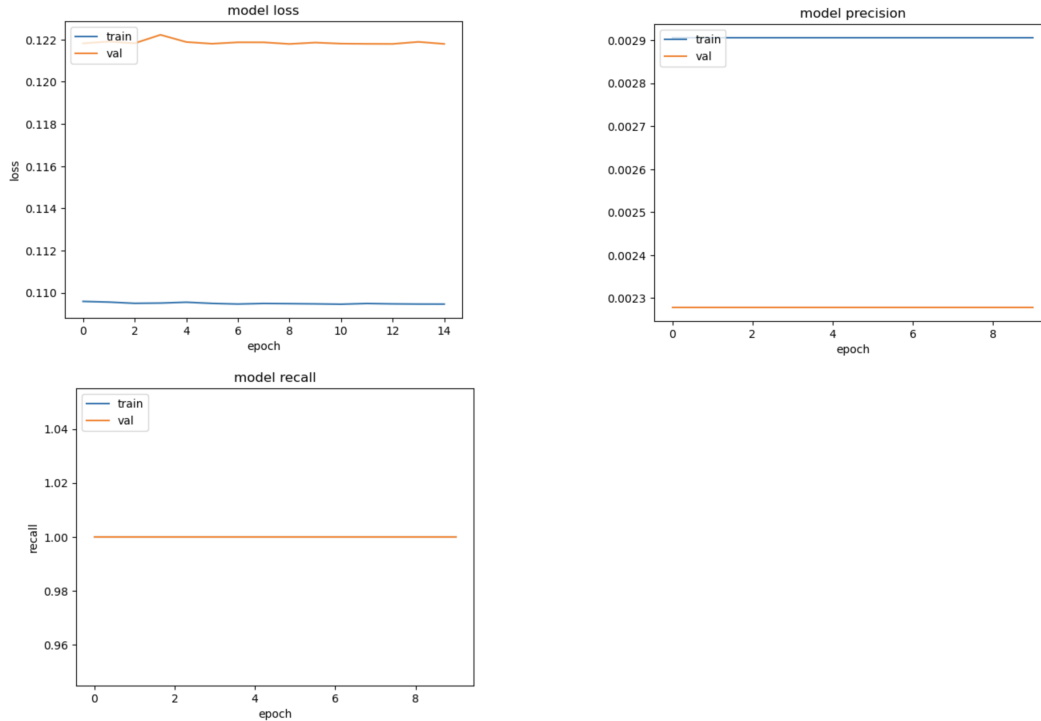 model loss
train
val
0.122
0.120
0.118
0.116
0.114
0.112
0.110
loss
0 2 4 6 8 10 12 14
epoch
model precision
train
val
0.0029
0.0028
0.0027
0.0026
0.0025
0.0024
0.0023
0 2 4 6 8
epoch
model recall
train
val
1.04
1.02
1.00
0.98
0.96
recall
0 2 4 6 8
epoch